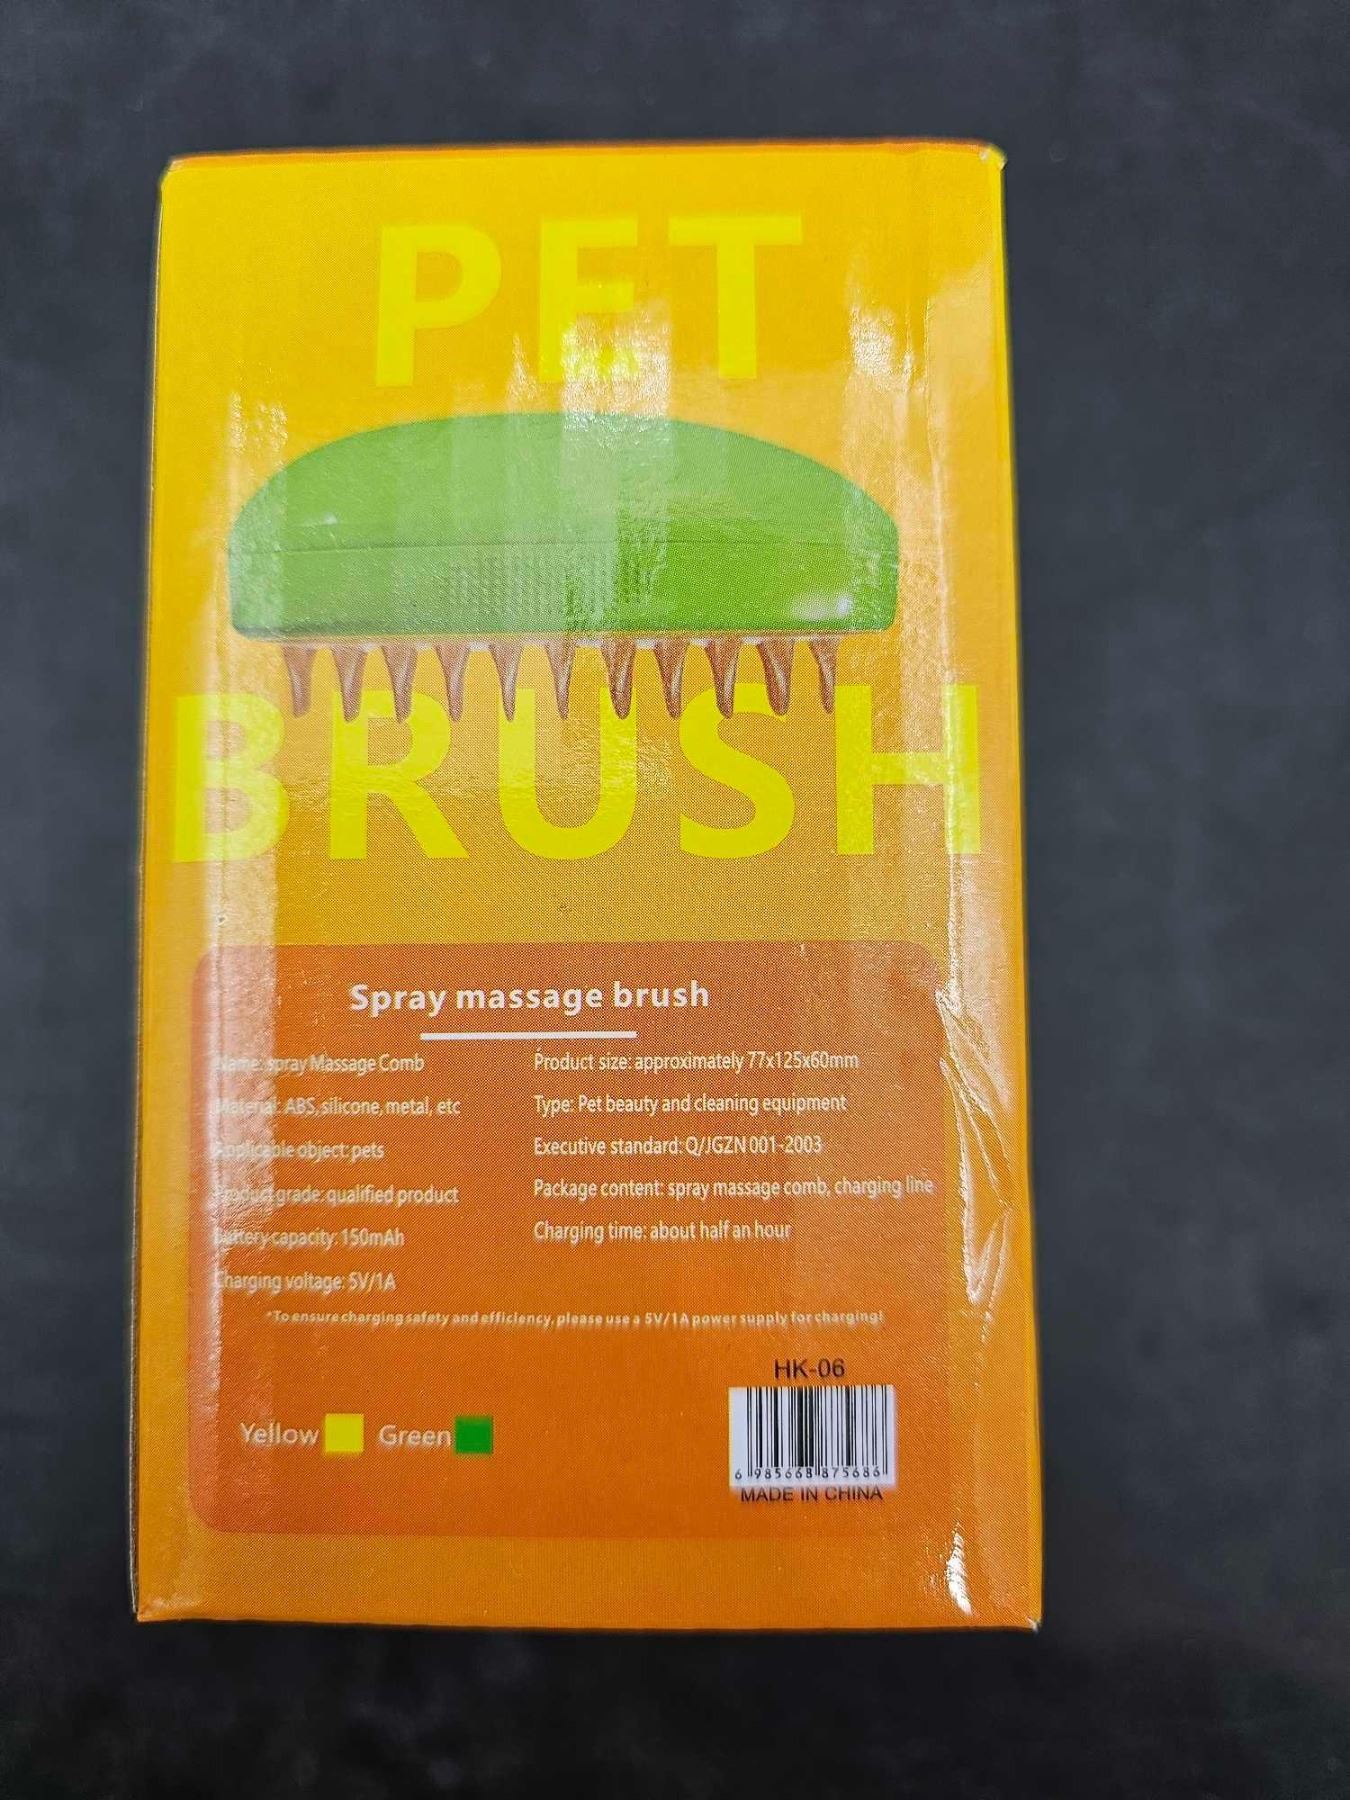 PET
BRUSH
Spray massage brush
Name: spray Massage Comb
Material: ABS, silicone, metal, etc
Applicable object: pets
Product grade: qualified product
Battery capacity: 150mAh
Charging voltage: 5V/1A
Product size: approximately 77x125x60mm
Type: Pet beauty and cleaning equipment
Executive standard: Q/JGZN 001-2003
Package content: spray massage comb, charging line
Charging time: about half an hour
*To ensure charging safety and efficiency, please use a 5V/1A power supply for charging!
Yellow Green
HK-06
6 985668 875686
MADE IN CHINA